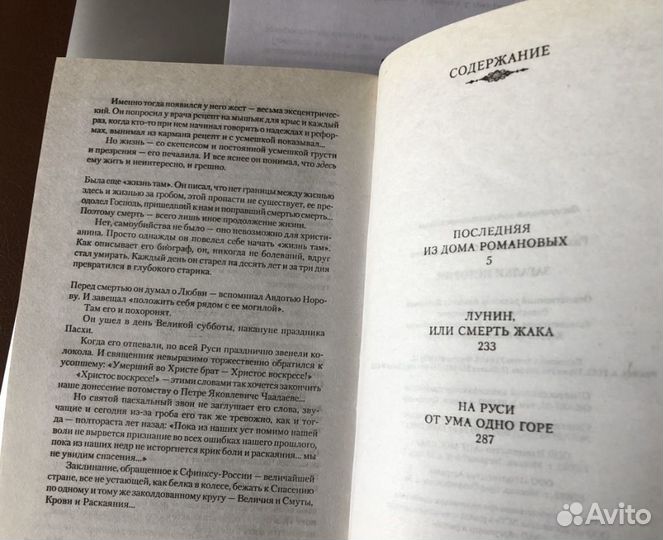 Именно тогда появился у него жест — весьма эксцентричес-
кий. Он попросил у врача рецепт на мышьяк для крыс и каждый
раз, когда кто-то при нем начинал говорить о надеждах и рефор-
мах, вынимал из кармана рецепт и с усмешкой показывал...
Но жизнь — со скепсисом и постоянной усмешкой грусти
и презрения — его печалила. И все яснее он понимал, что здесь
ему жить и неинтересно, и грешно.
Была еще «жизнь там». Он писал, что нет границы между жизнью
здесь и жизнью за гробом, этой пропасти не существует, ее пре-
одолел Господь, пришедший к нам и поправший смертью смерть...
Поэтому смерть — всего лишь иное продолжение жизни.
Нет, самоубийства не было — оно невозможно для христи-
анина. Просто однажды он повелел себе начать «жизнь там».
Как описывает его биограф, он, никогда не болевший, вдруг
стал умирать. Каждый день он старел на десять лет и за три дня
превратился в глубокого старика.
Перед смертью он думал о Любви — вспоминал Авдотью Норо-
ву. И завещал «положить себя рядом с ее могилой».
Там его и похоронят.
Он ушел в день Великой субботы, накануне праздника
Пасхи.
Когда его отпевали, по всей Руси празднично звенели ко-
локола. И священник невыразимо торжественно обратился к
усопшему: «Умерший во Христе брат — Христос воскресе!»
«Христос воскресе!» — этими словами так хочется закончить
наше донесение потомству о Петре Яковлевиче Чаадаеве...
Но святой пасхальный звон не заглушает его слова, зву-
чащие и сегодня из-за гроба его так же тревожно, как и тог-
да — полтораста лет назад: «Пока из наших уст помимо нашей
воли не вырвется признание во всех ошибках нашего прошлого,
пока из наших недр не исторгнется крик боли и раскаяния... мы
не увидим спасения...»
Заклинание, обращенное к Сфинксу-России — величайшей
стране, все не устающей, как белка в колесе, бежать к Спасению
по одному и тому же заколдованному кругу — Величия и Смуты,
Крови и Раскаяния...
СОДЕРЖАНИЕ
ПОСЛЕДНЯЯ
ИЗ ДОМА РОМАНОВЫХ
5
ЛУНИН,
ИЛИ СМЕРТЬ ЖАКА
233
НА РУСИ
ОТ УМА ОДНО ГОРЕ
287
Avito